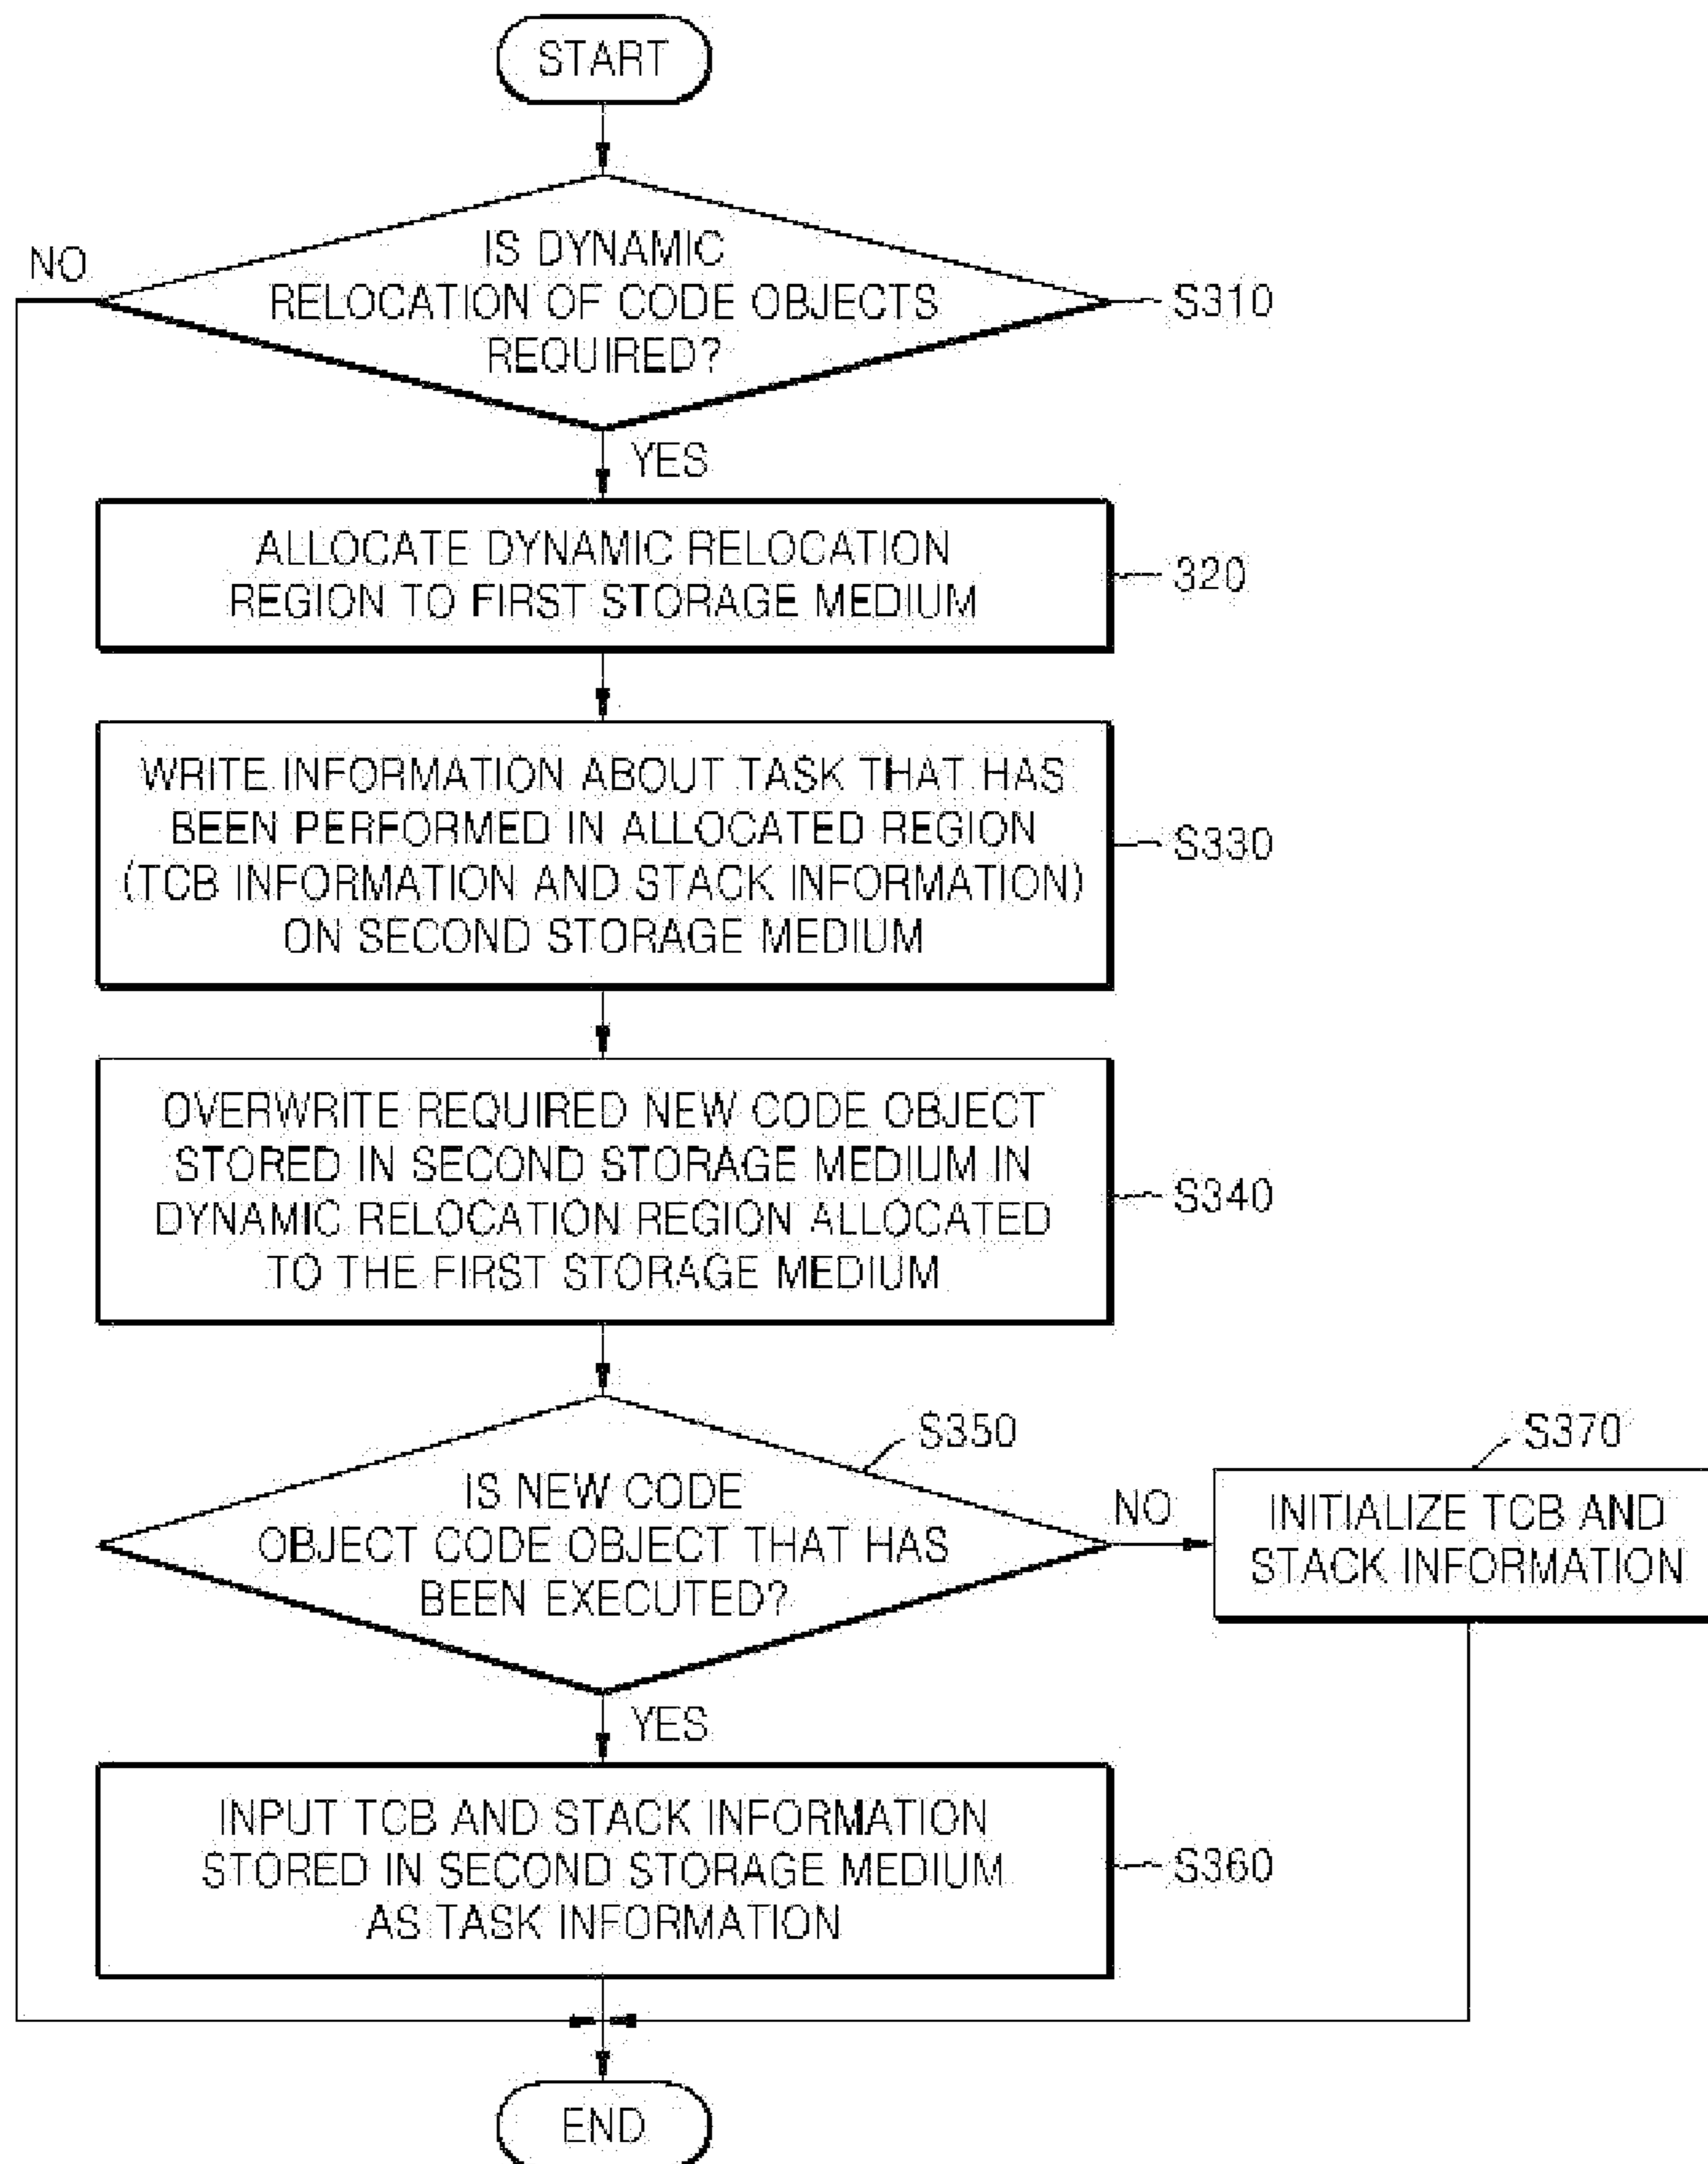 START
IS DYNAMIC
RELOCATION OF CODE OBJECTS
REQUIRED?
NO
S310
YES
ALLOCATE DYNAMIC RELOCATION
REGION TO FIRST STORAGE MEDIUM
320
WRITE INFORMATION ABOUT TASK THAT HAS
BEEN PERFORMED IN ALLOCATED REGION
(TCB INFORMATION AND STACK INFORMATION)
ON SECOND STORAGE MEDIUM
S330
OVERWRITE REQUIRED NEW CODE OBJECT
STORED IN SECOND STORAGE MEDIUM IN
DYNAMIC RELOCATION REGION ALLOCATED
TO THE FIRST STORAGE MEDIUM
S340
S350
IS NEW CODE
OBJECT CODE OBJECT THAT HAS
BEEN EXECUTED?
NO
S370
INITIALIZE TCB AND
STACK INFORMATION
YES
INPUT TCB AND STACK INFORMATION
STORED IN SECOND STORAGE MEDIUM
AS TASK INFORMATION
S360
END